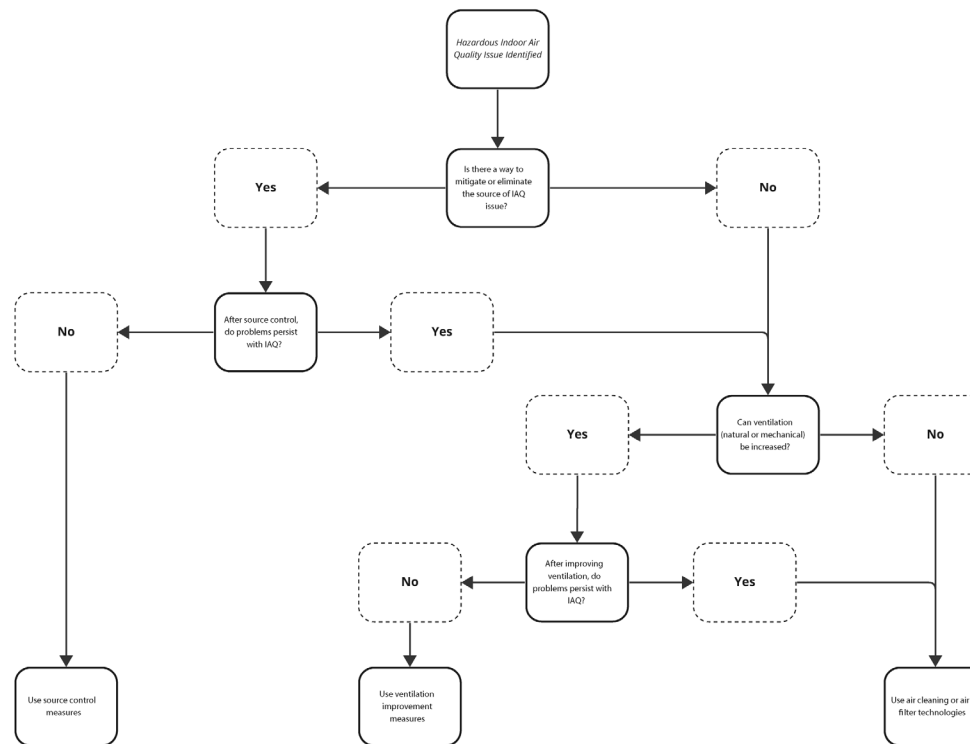 Hazardous Indoor Air
Quality Issue Identified
Is there a way to
mitigate or eliminate
the source of IAQ
issue?
Yes
No
No
After source control,
do problems persist
with IAQ?
Yes
Yes
Can ventilation
(natural or mechanical)
be increased?
No
No
After improving
ventilation, do
problems persist with
IAQ?
Yes
Use source control
measures
Use ventilation
improvement
measures
Use air cleaning or air
filter technologies